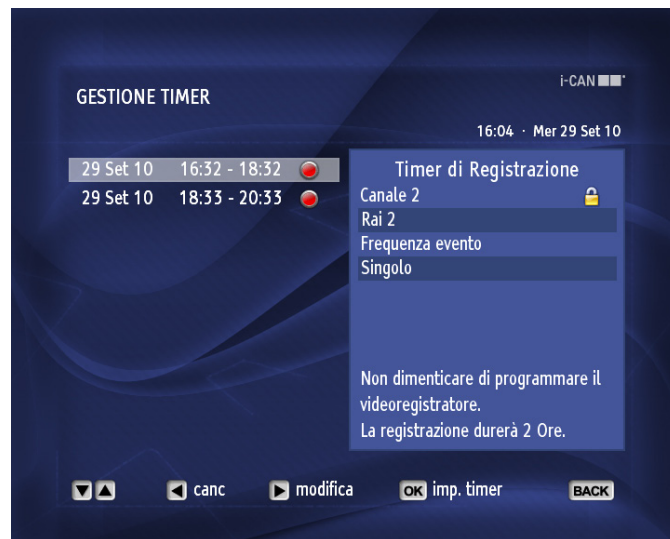 i-CAN
GESTIONE TIMER
16:04 · Mer 29 Set 10
29 Set 10 16:32 - 18:32
29 Set 10 18:33 - 20:33
Timer di Registrazione
Canale 2
Rai 2
Frequenza evento
Singolo
Non dimenticare di programmare il
videoregistratore.
La registrazione durerà 2 Ore.
canc modifica OK imp. timer BACK